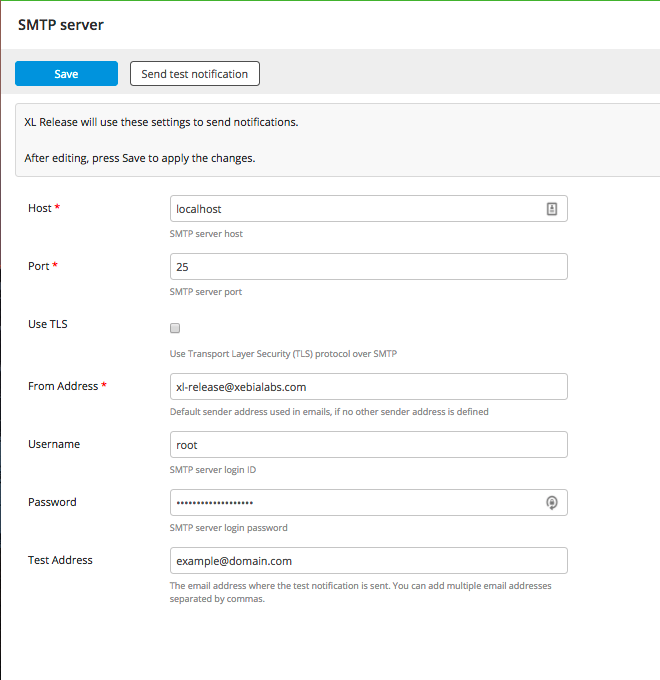 SMTP server
Save
Send test notification
XL Release will use these settings to send notifications.
After editing, press Save to apply the changes.
Host *
localhost
SMTP server host
Port *
25
SMTP server port
Use TLS
Use Transport Layer Security (TLS) protocol over SMTP
From Address *
xl-release@xebialabs.com
Default sender address used in emails, if no other sender address is defined
Username
root
SMTP server login ID
Password
•••••••••••••••••••
SMTP server login password
Test Address
example@domain.com
The email address where the test notification is sent. You can add multiple email addresses
separated by commas.